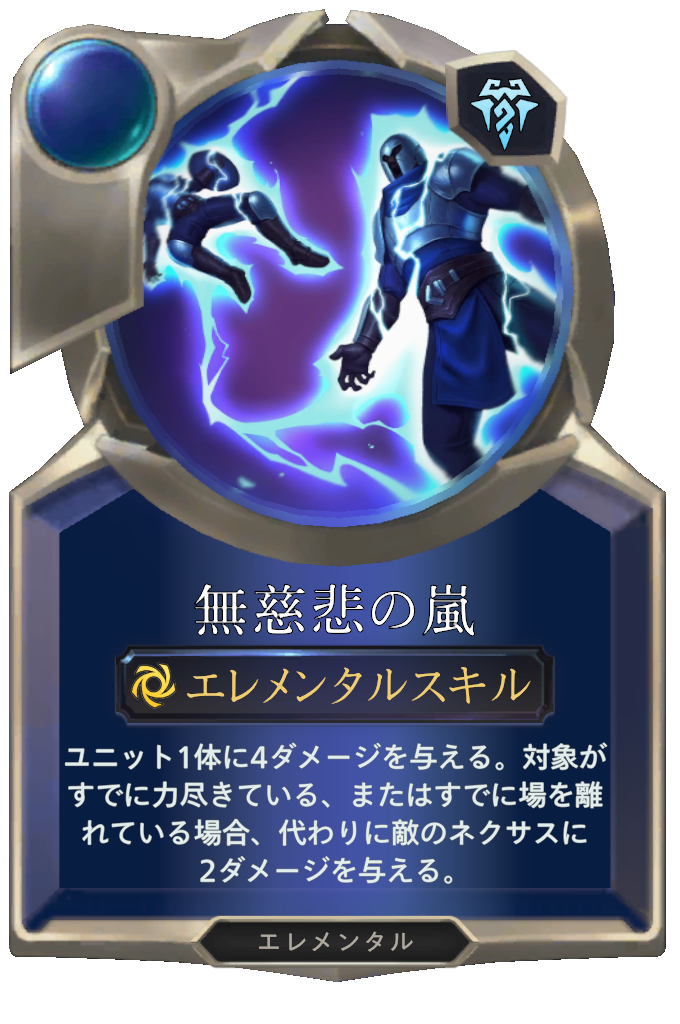 無慈悲の嵐
エレメンタルスキル
ユニット1体に4ダメージを与える。対象が
すでに力尽きている、またはすでに場を離
れている場合、代わりに敵のネクサスに
2ダメージを与える。
エレメンタル